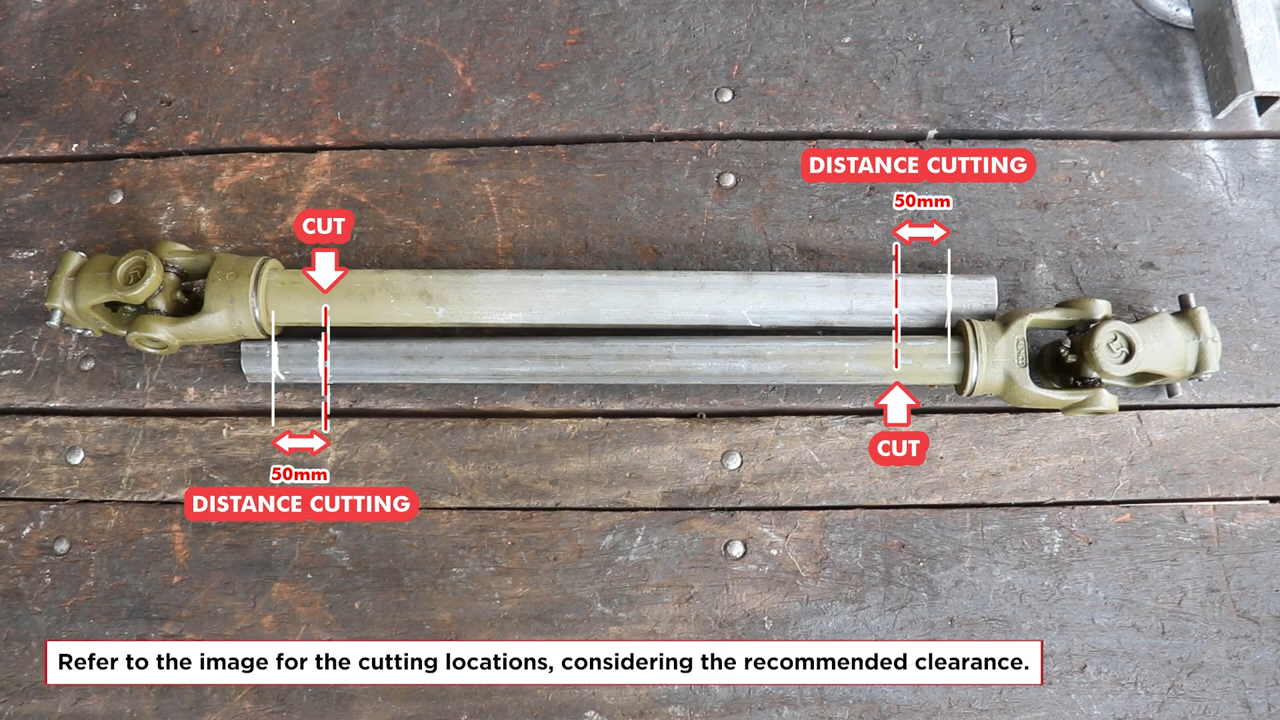 DISTANCE CUTTING
50mm
CUT
CUT
50mm
DISTANCE CUTTING
Refer to the image for the cutting locations, considering the recommended clearance.